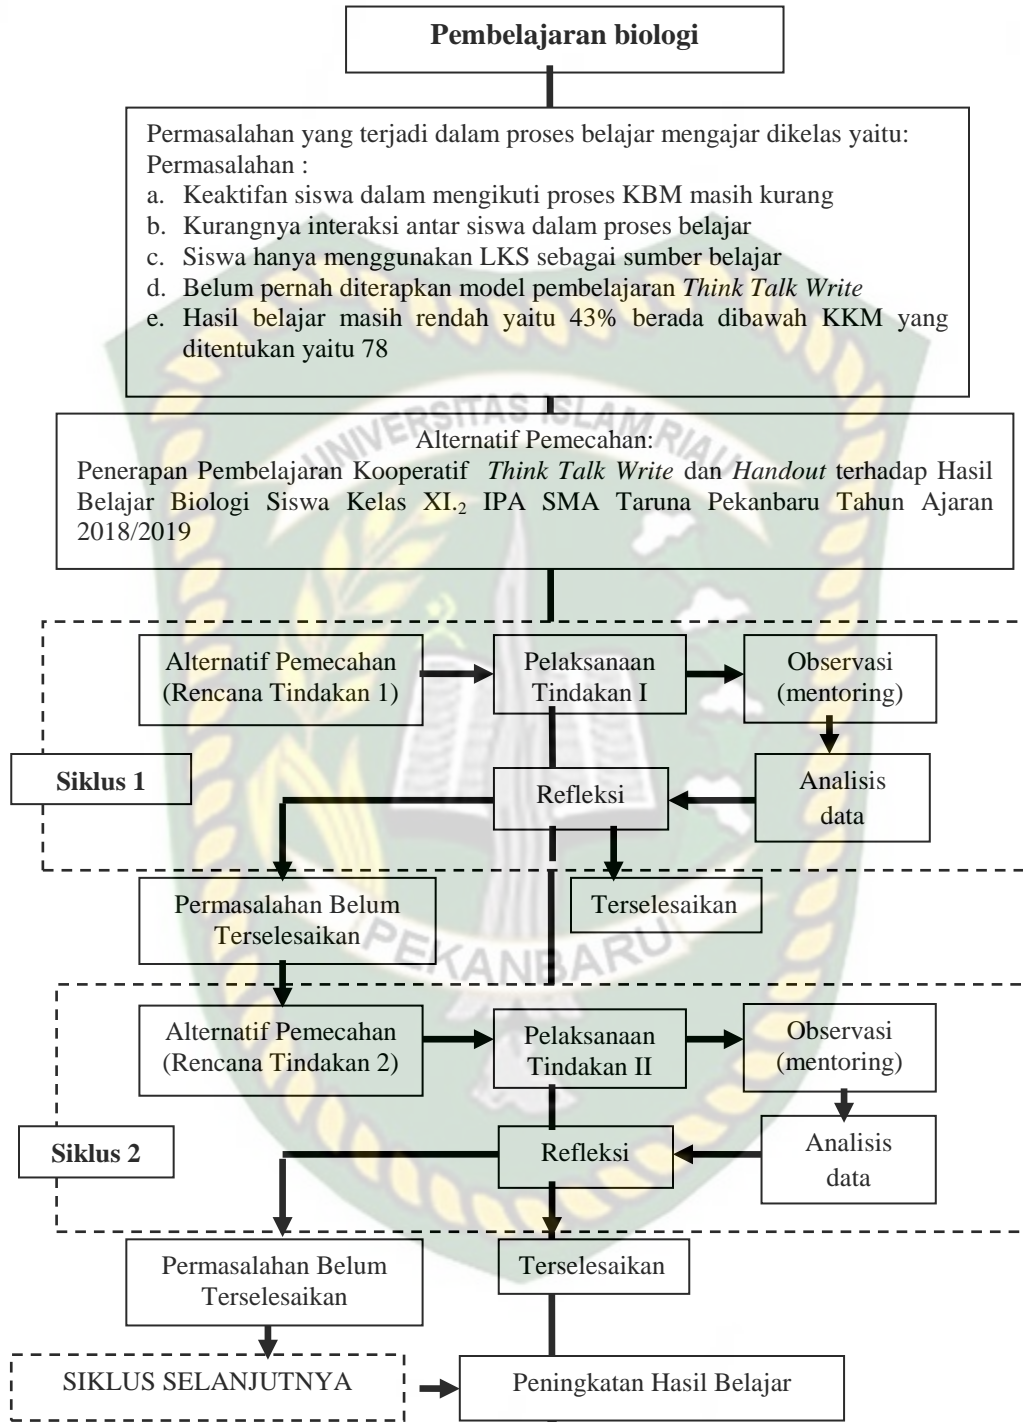 Pembelajaran biologi
Permasalahan yang terjadi dalam proses belajar mengajar dikelas yaitu:
Permasalahan :
a. Keaktifan siswa dalam mengikuti proses KBM masih kurang
b. Kurangnya interaksi antar siswa dalam proses belajar
c. Siswa hanya menggunakan LKS sebagai sumber belajar
d. Belum pernah diterapkan model pembelajaran Think Talk Write
e. Hasil belajar masih rendah yaitu 43% berada dibawah KKM yang
ditentukan yaitu 78
UNIVERSITAS ISLAM RIAU
Alternatif Pemecahan:
Penerapan Pembelajaran Kooperatif Think Talk Write dan Handout terhadap Hasil
Belajar Biologi Siswa Kelas XI.2 IPA SMA Taruna Pekanbaru Tahun Ajaran
2018/2019
Alternatif Pemecahan
(Rencana Tindakan 1)
Pelaksanaan
Tindakan I
Observasi
(mentoring)
Siklus 1
Refleksi
Analisis
data
Permasalahan Belum
Terselesaikan
Terselesaikan
PEKANBARU
Alternatif Pemecahan
(Rencana Tindakan 2)
Pelaksanaan
Tindakan II
Observasi
(mentoring)
Siklus 2
Refleksi
Analisis
data
Permasalahan Belum
Terselesaikan
Terselesaikan
SIKLUS SELANJUTNYA
Peningkatan Hasil Belajar